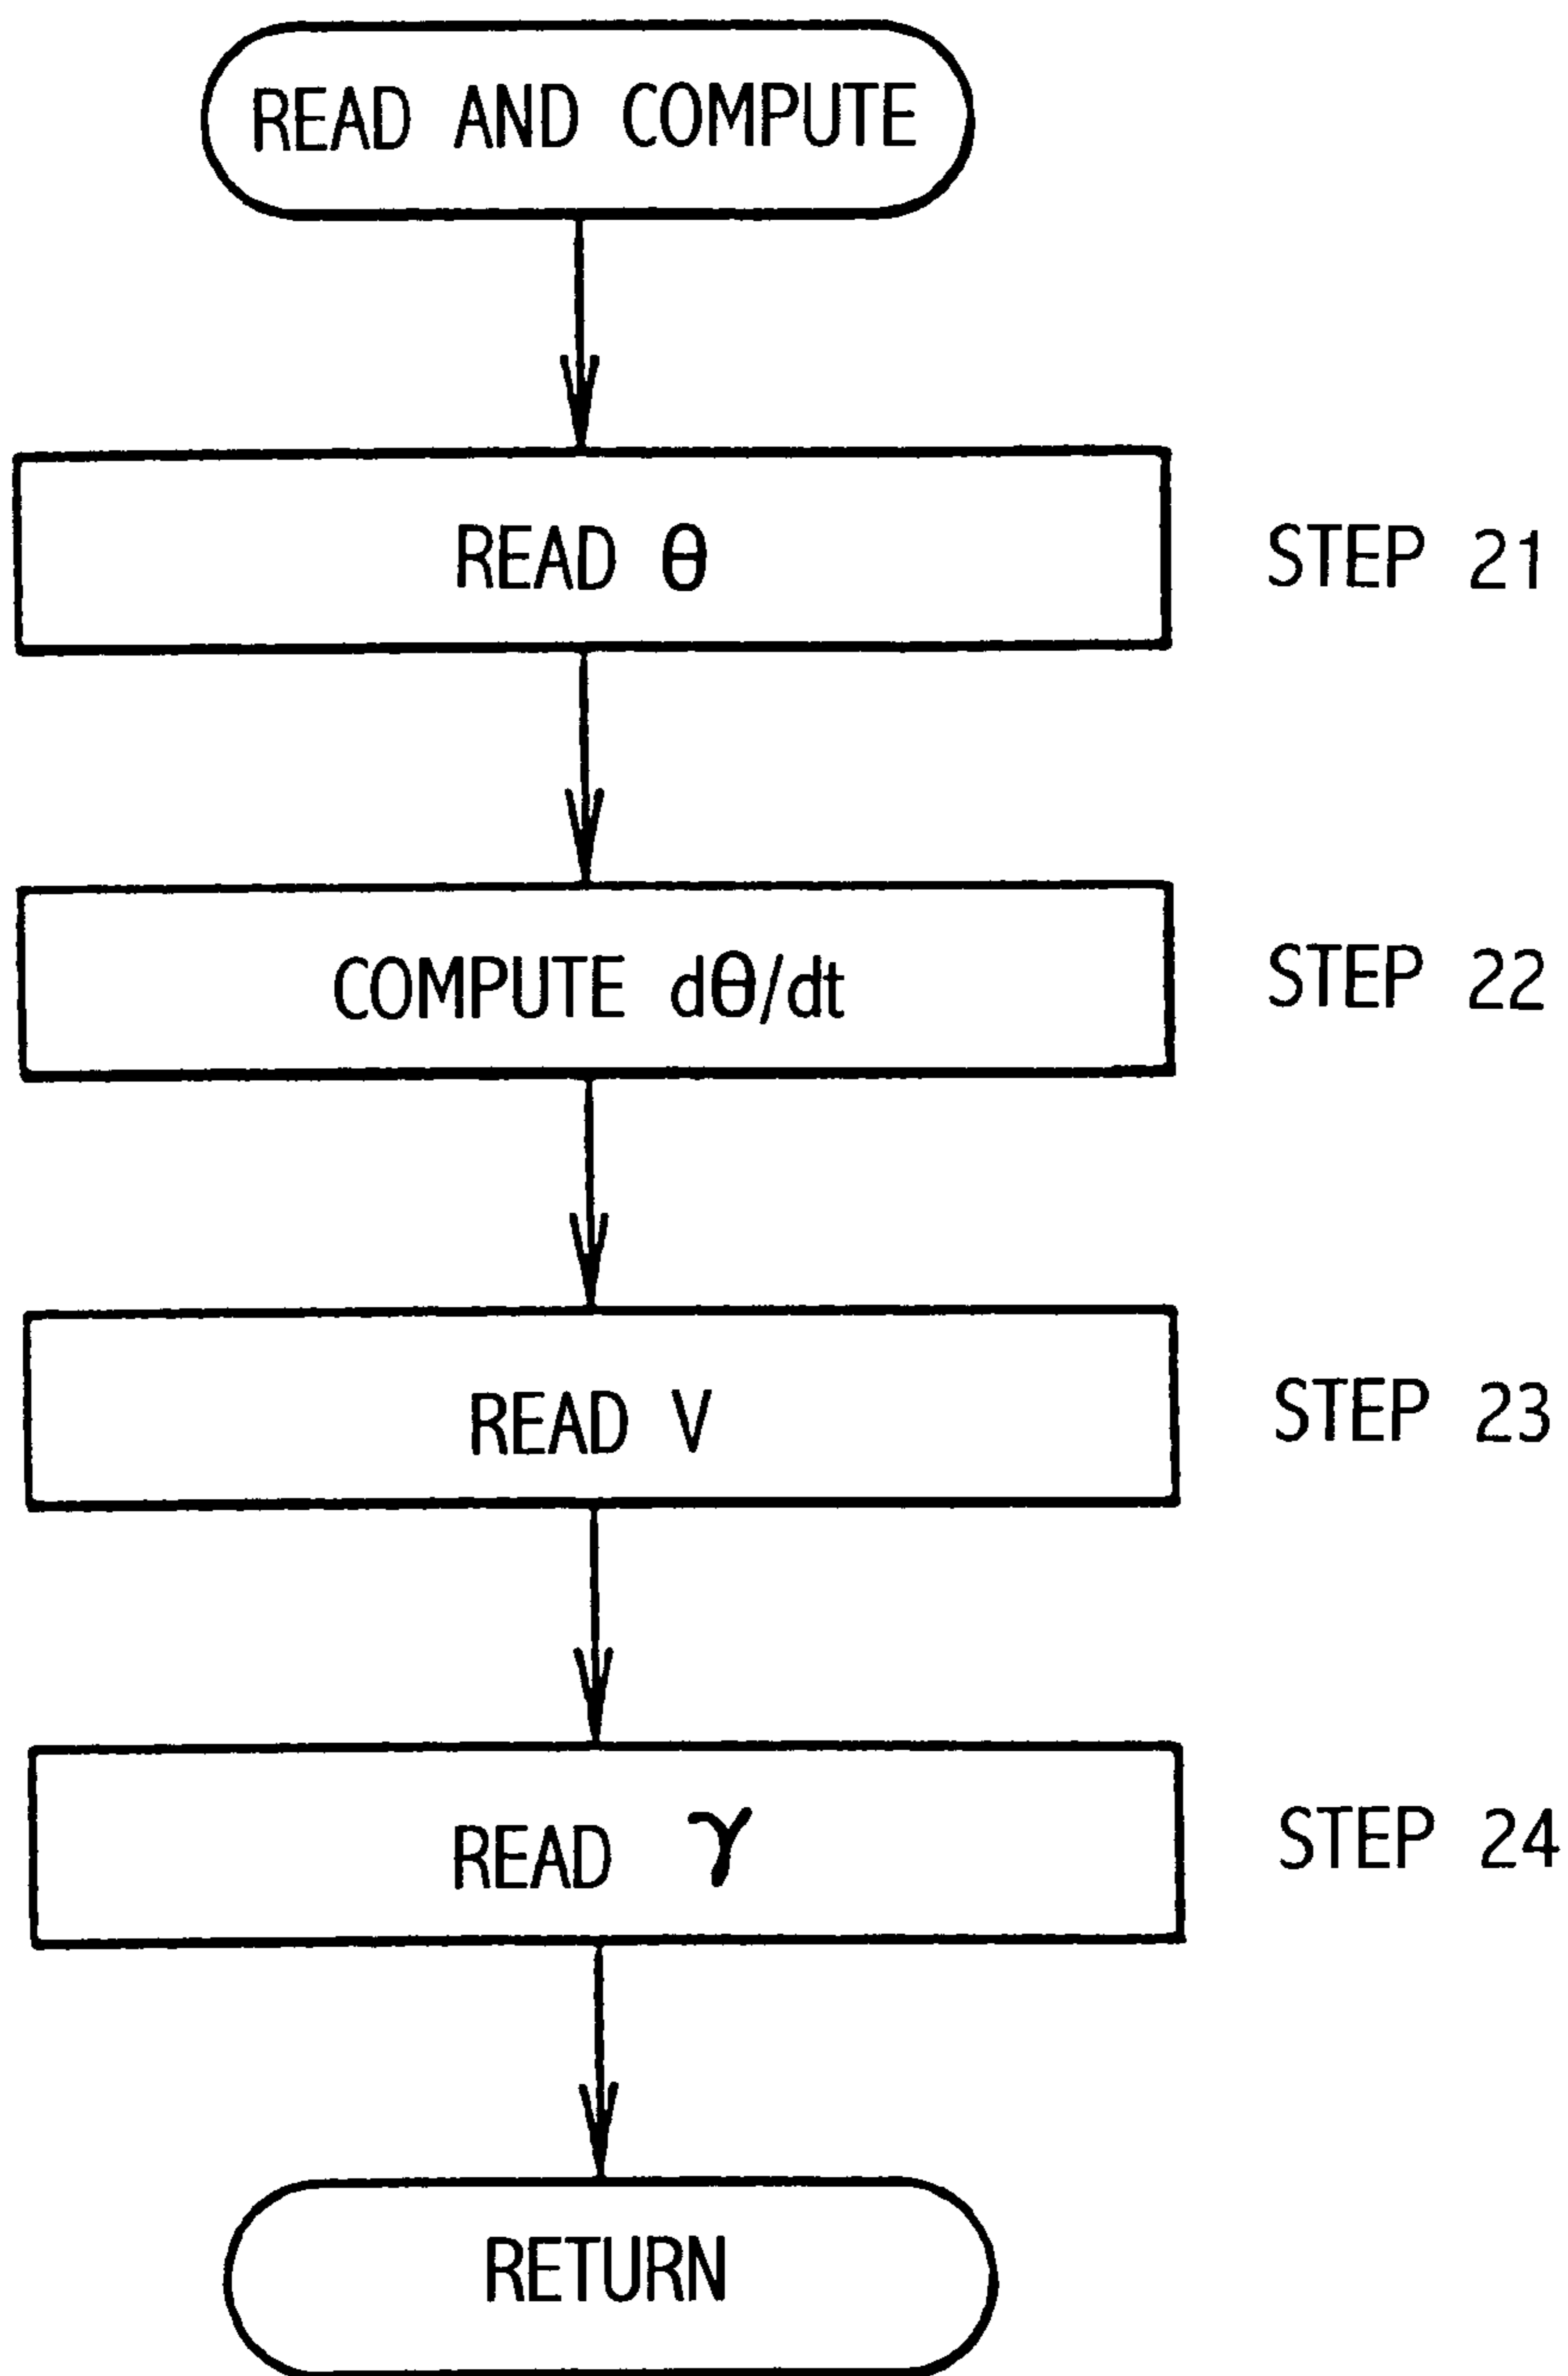 READ AND COMPUTE
READ θ STEP 21
COMPUTE dθ/dt STEP 22
READ V STEP 23
READ γ STEP 24
RETURN